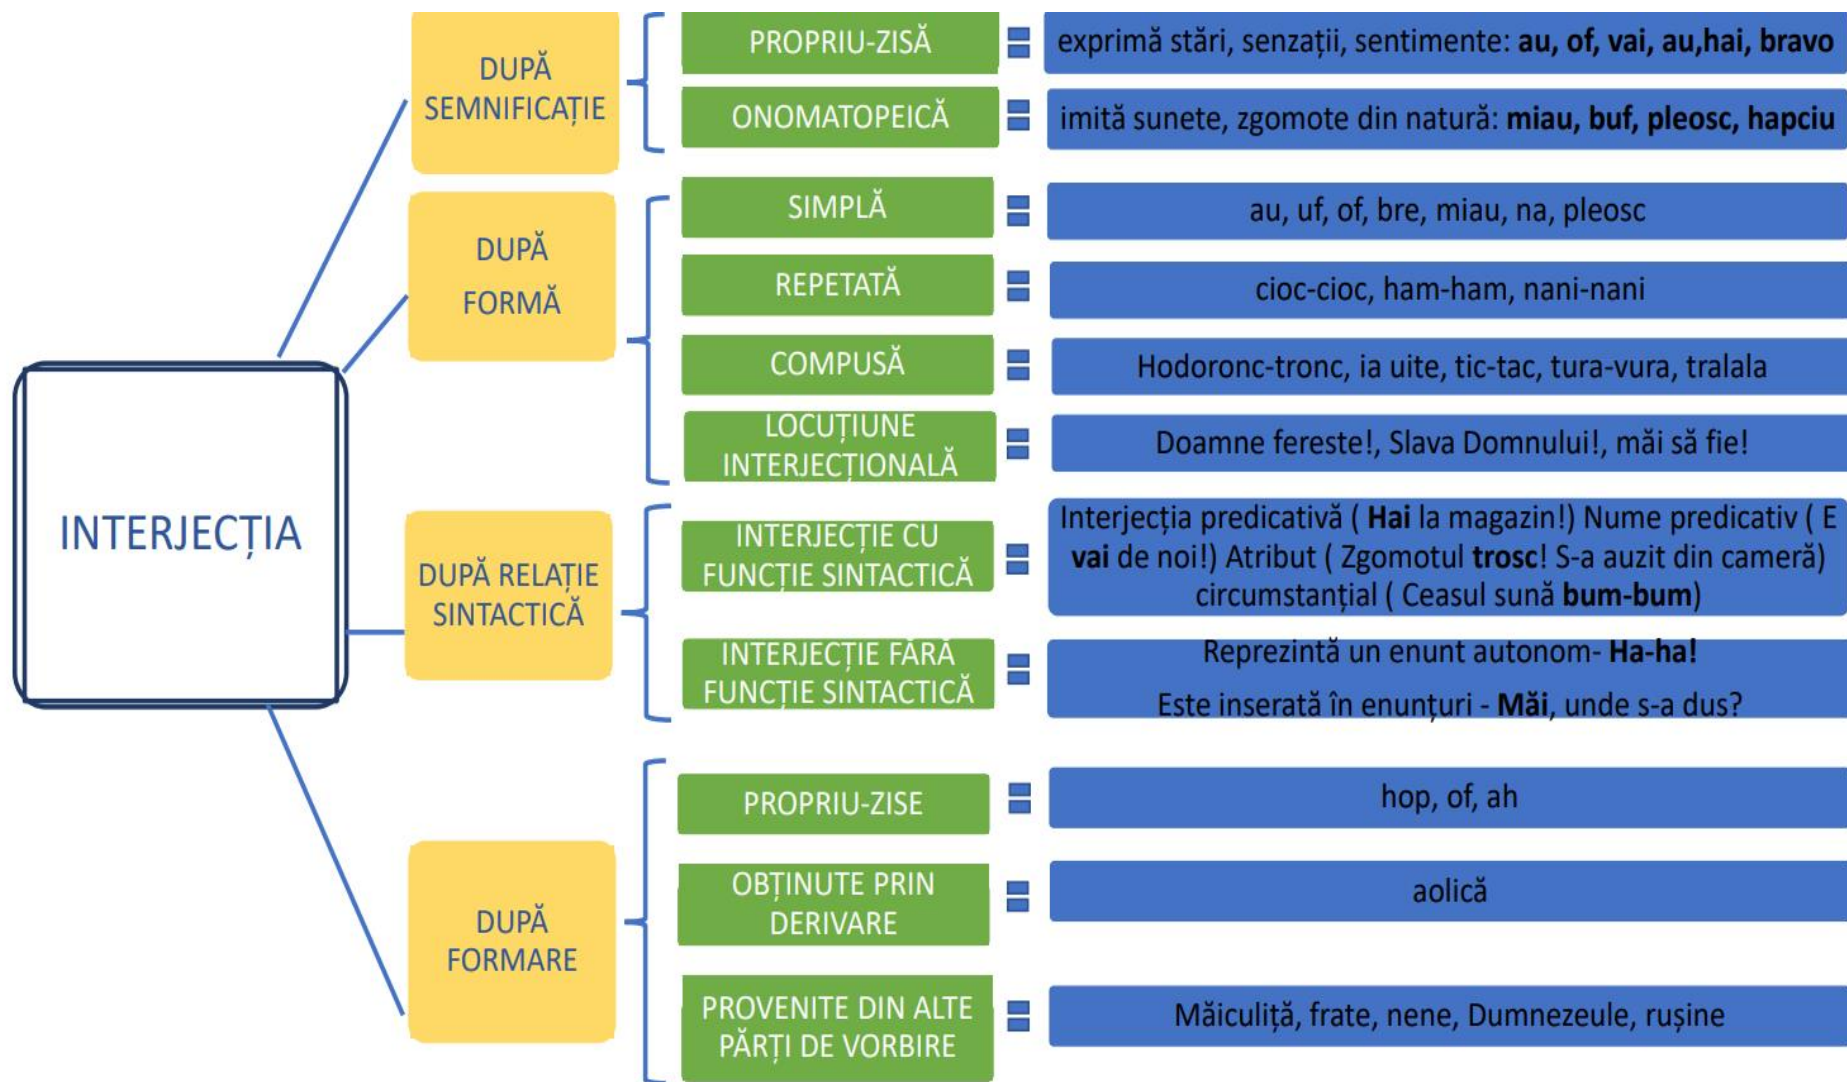 INTERJECȚIA
DUPĂ
SEMNIFICAȚIE
PROPRIU-ZISĂ
exprimă stări, senzații, sentimente: au, of, vai, au,hai, bravo
ONOMATOPEICĂ
imită sunete, zgomote din natură: miau, buf, pleosc, hapciu
DUPĂ
FORMĂ
SIMPLĂ
au, uf, of, bre, miau, na, pleosc
REPETATĂ
cioc-cioc, ham-ham, nani-nani
COMPUSĂ
Hodoronc-tronc, ia uite, tic-tac, tura-vura, tralala
LOCUȚIUNE
INTERJECȚIONALĂ
Doamne fereste!, Slava Domnului!, măi să fie!
DUPĂ RELAȚIE
SINTACTICĂ
INTERJECȚIE CU
FUNCȚIE SINTACTICĂ
Interjecția predicativă ( Hai la magazin!) Nume predicativ ( E
vai de noi!) Atribut ( Zgomotul trosc! S-a auzit din cameră)
circumstanțial ( Ceasul sună bum-bum)
INTERJECȚIE FĂRĂ
FUNCȚIE SINTACTICĂ
Reprezintă un enunt autonom- Ha-ha!
Este inserată în enunțuri - Măi, unde s-a dus?
DUPĂ
FORMARE
PROPRIU-ZISE
hop, of, ah
OBȚINUTE PRIN
DERIVARE
aolică
PROVENITE DIN ALTE
PĂRȚI DE VORBIRE
Măiculiță, frate, nene, Dumnezeule, rușine